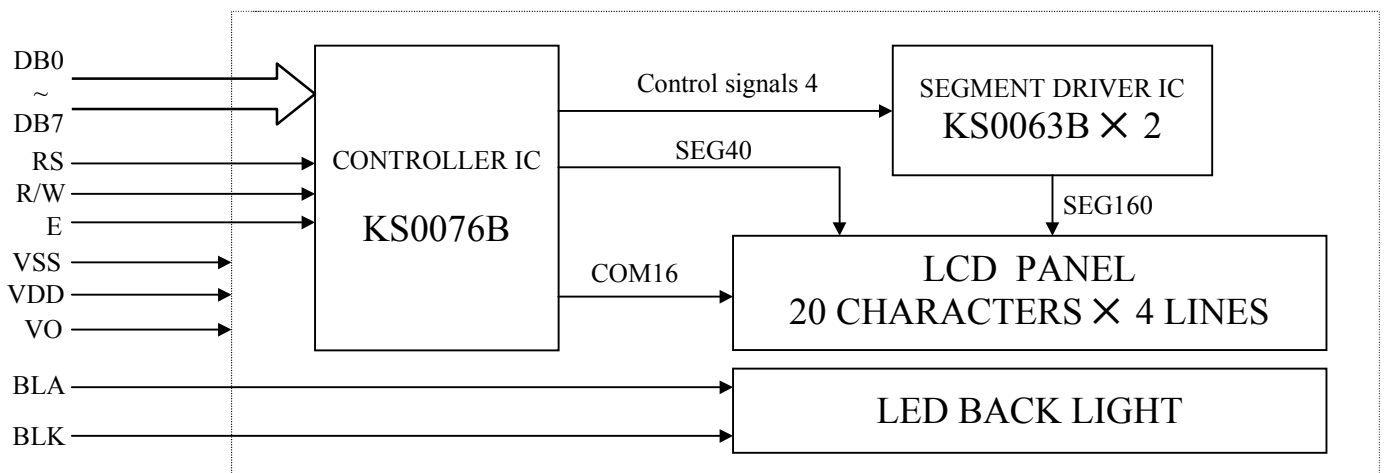 DB0
~
DB7
RS
R/W
E
VSS
VDD
VO
BLA
BLK
CONTROLLER IC
KS0076B
Control signals 4
SEG40
COM16
SEGMENT DRIVER IC
KS0063B × 2
SEG160
LCD PANEL
20 CHARACTERS × 4 LINES
LED BACK LIGHT